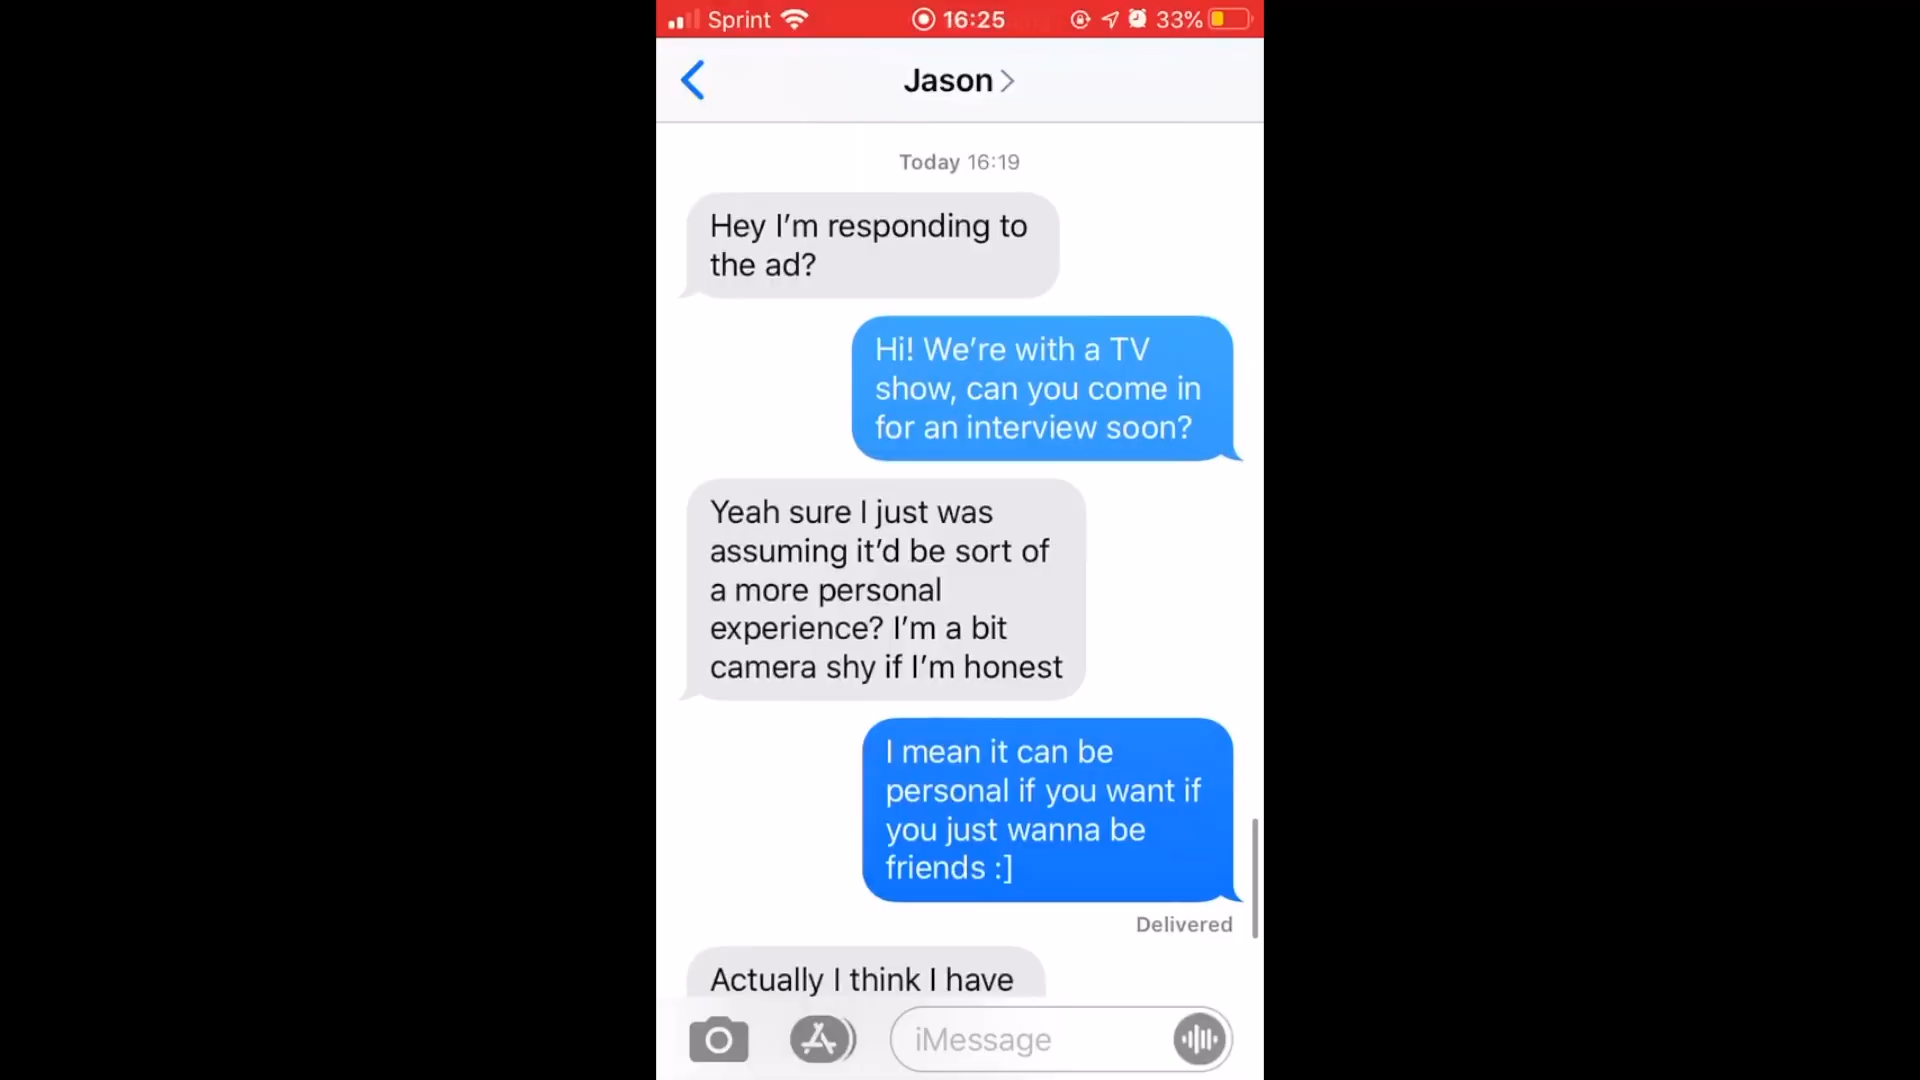 Sprint 16:25 33%
Jason
Today 16:19
Hey I’m responding to
the ad?
Hi! We’re with a TV
show, can you come in
for an interview soon?
Yeah sure I just was
assuming it’d be sort of
a more personal
experience? I’m a bit
camera shy if I’m honest
I mean it can be
personal if you want if
you just wanna be
friends :]
Delivered
Actually I think I have
iMessage